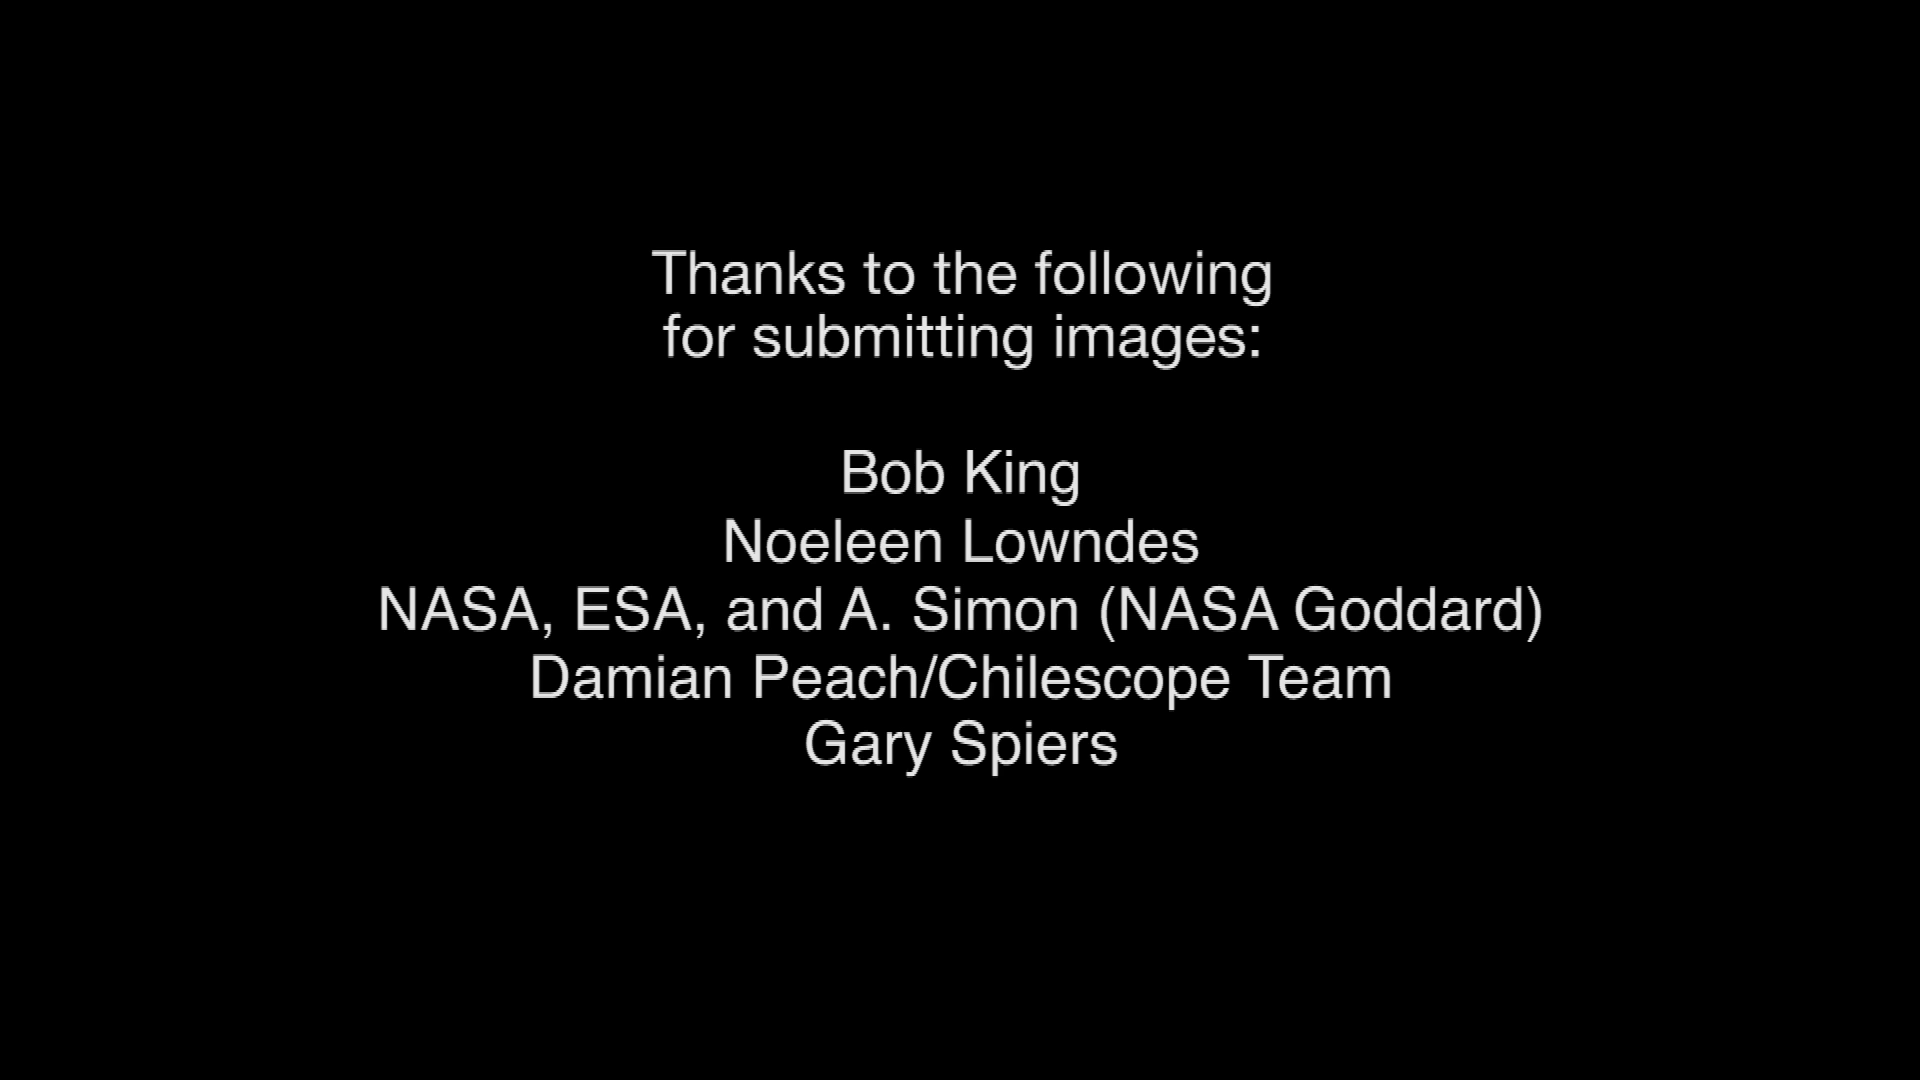 Thanks to the following
for submitting images:
Bob King
Noeleen Lowndes
NASA, ESA, and A. Simon (NASA Goddard)
Damian Peach/Chilescope Team
Gary Spiers